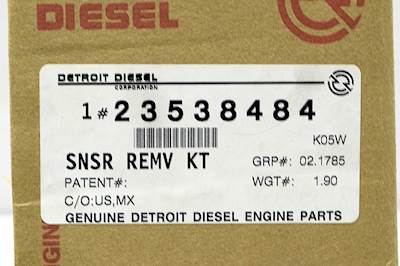 DIESEL
DETROIT DIESEL
CORPORATION
1# 23538484
K05W
SNSR REMV KT
GRP#: 02.1785
PATENT#:
WGT#: 1.90
C/O:US,MX
GENUINE DETROIT DIESEL ENGINE PARTS